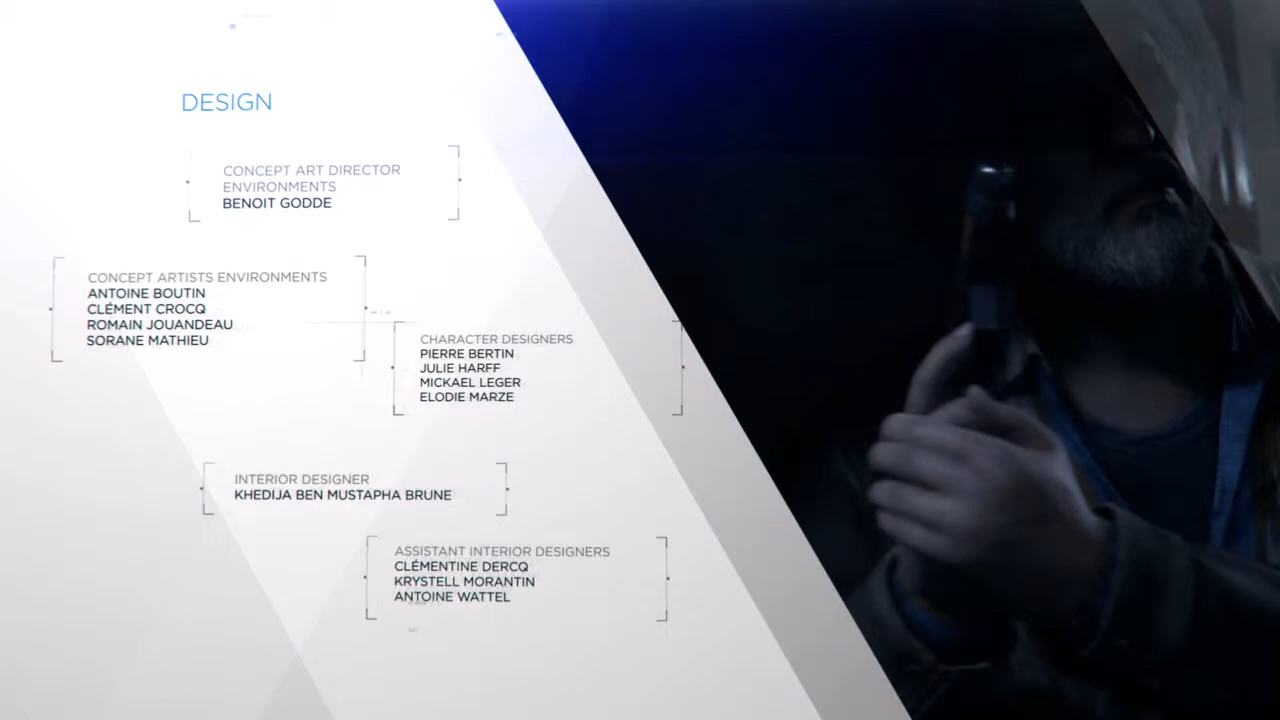 DESIGN
CONCEPT ART DIRECTOR
ENVIRONMENTS
BENOIT GODDE
CONCEPT ARTISTS ENVIRONMENTS
ANTOINE BOUTIN
CLÉMENT CROCQ
ROMAIN JOUANDEAU
SORANE MATHIEU
CHARACTER DESIGNERS
PIERRE BERTIN
JULIE HARFF
MICKAEL LEGER
ELODIE MARZE
INTERIOR DESIGNER
KHEDIJA BEN MUSTAPHA BRUNE
ASSISTANT INTERIOR DESIGNERS
CLÉMENTINE DERCQ
KRYSTELL MORANTIN
ANTOINE WATTEL